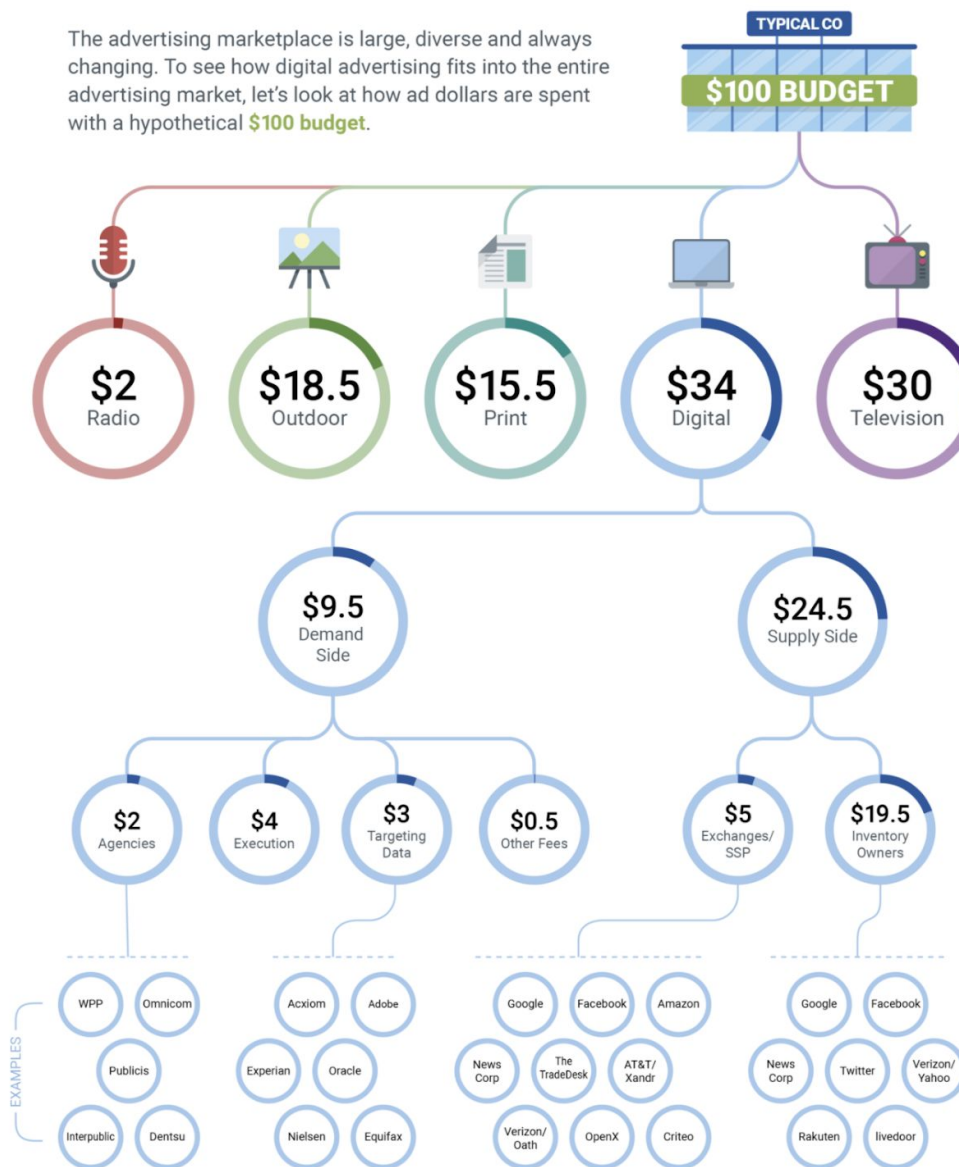 The advertising marketplace is large, diverse and always
changing. To see how digital advertising fits into the entire
advertising market, let's look at how ad dollars are spent
with a hypothetical $100 budget.
TYPICAL CO
$100 BUDGET
$2
Radio
$18.5
Outdoor
$15.5
Print
$34
Digital
$30
Television
$9.5
Demand
Side
$24.5
Supply Side
$2
Agencies
$4
Execution
$3
Targeting
Data
$0.5
Other Fees
$5
Exchanges/
SSP
$19.5
Inventory
Owners
EXAMPLES
WPP
Omnicom
Publicis
Interpublic
Dentsu
Acxiom
Adobe
Experian
Oracle
Nielsen
Equifax
Google
Facebook
Amazon
News
Corp
The
TradeDesk
AT&T/
Xandr
Verizon/
Oath
OpenX
Criteo
Google
Facebook
News
Corp
Twitter
Verizon/
Yahoo
Rakuten
livedoor